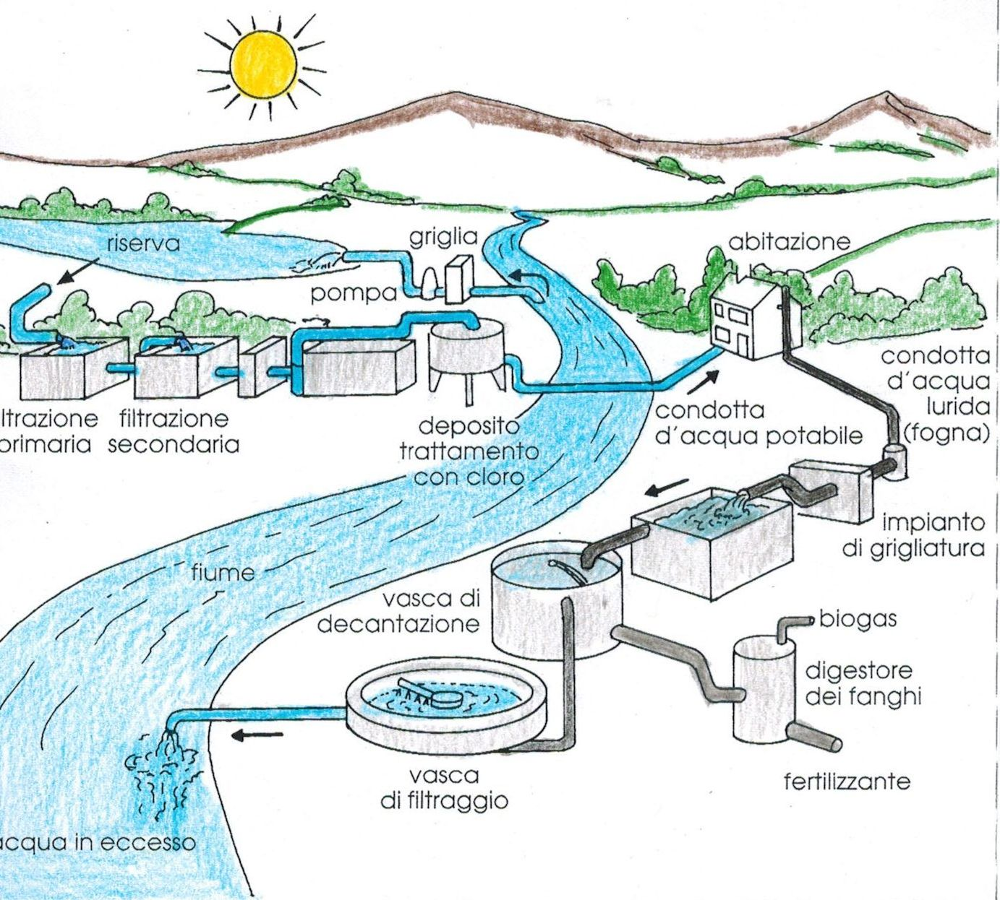 riserva
griglia
pompa
abitazione
condotta
d'acqua
lurida
(fogna)
condotta
d'acqua potabile
ltrazione
primaria
filtrazione
secondaria
deposito
trattamento
con cloro
impianto
di grigliatura
fiume
vasca di
decantazione
biogas
digestore
dei fanghi
fertilizzante
vasca
di filtraggio
acqua in eccesso